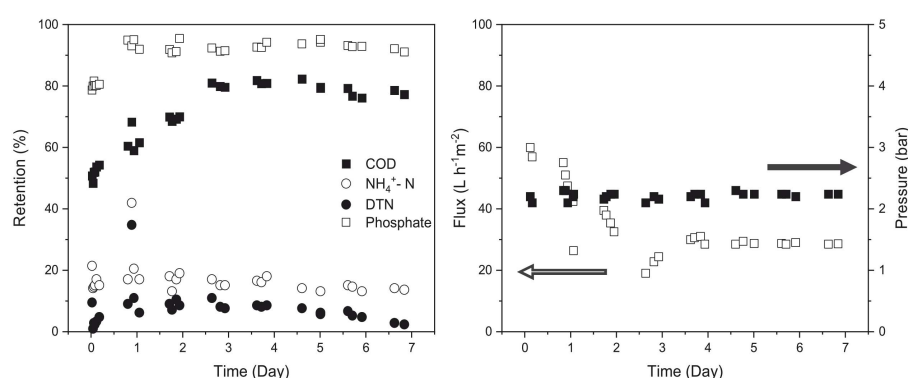 100
80
60
40
20
0
Retention (%)
COD
NH₄⁺- N
DTN
Phosphate
0 1 2 3 4 5 6 7
Time (Day)
100
80
60
40
20
0
Flux (L h⁻¹m⁻²)
5
4
3
2
1
0
Pressure (bar)
0 1 2 3 4 5 6 7
Time (Day)